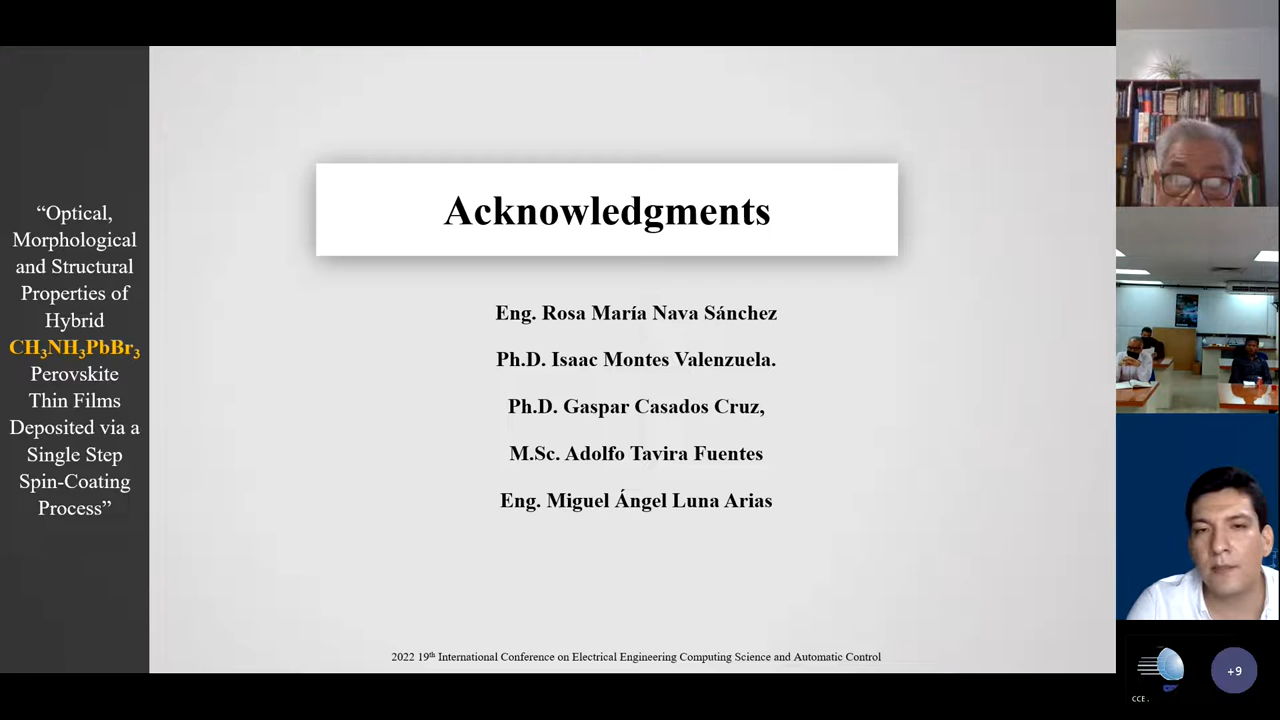 “Optical,
Morphological
and Structural
Properties of
Hybrid
CH₃NH₃PbBr₃
Perovskite
Thin Films
Deposited via a
Single Step
Spin-Coating
Process”
Acknowledgments
Eng. Rosa María Nava Sánchez
Ph.D. Isaac Montes Valenzuela.
Ph.D. Gaspar Casados Cruz,
M.Sc. Adolfo Tavira Fuentes
Eng. Miguel Ángel Luna Arias
2022 19ᵗʰ International Conference on Electrical Engineering Computing Science and Automatic Control
CCE.
+9